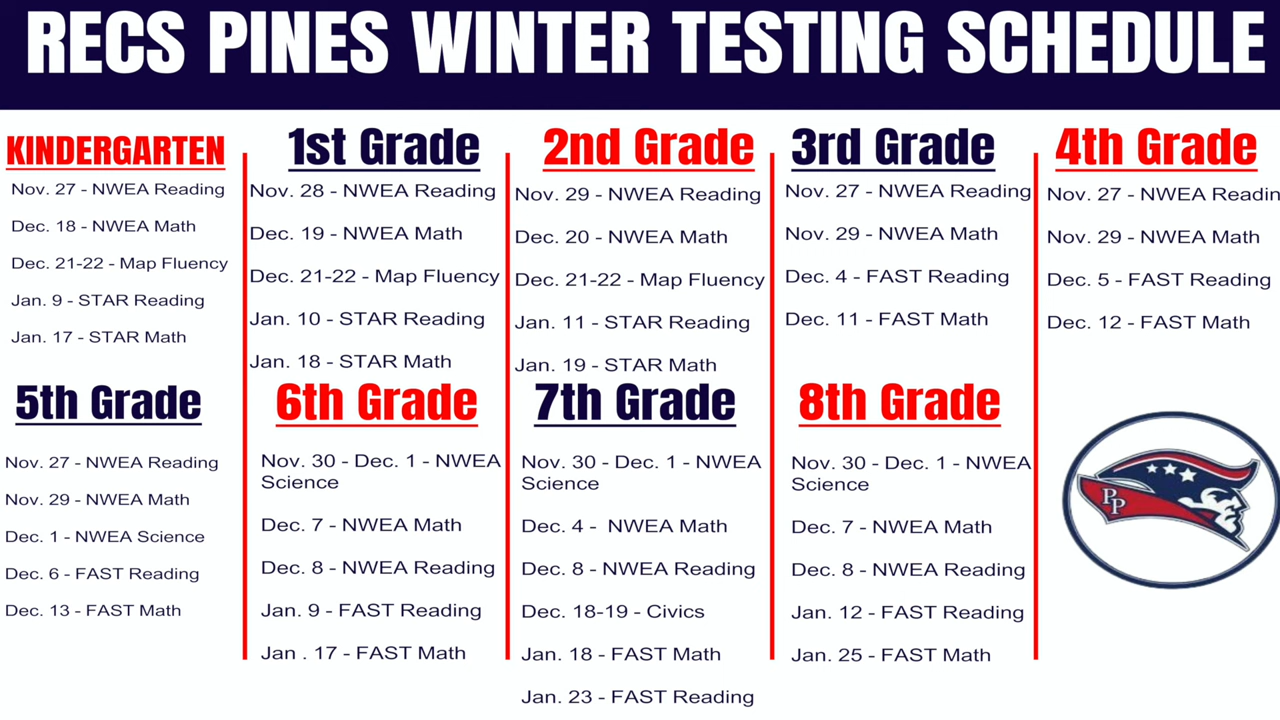 RECS PINES WINTER TESTING SCHEDULE
KINDERGARTEN
Nov. 27 - NWEA Reading
Dec. 18 - NWEA Math
Dec. 21-22 - Map Fluency
Jan. 9 - STAR Reading
Jan. 17 - STAR Math
1st Grade
Nov. 28 - NWEA Reading
Dec. 19 - NWEA Math
Dec. 21-22 - Map Fluency
Jan. 10 - STAR Reading
Jan. 18 - STAR Math
2nd Grade
Nov. 29 - NWEA Reading
Dec. 20 - NWEA Math
Dec. 21-22 - Map Fluency
Jan. 11 - STAR Reading
Jan. 19 - STAR Math
3rd Grade
Nov. 27 - NWEA Reading
Nov. 29 - NWEA Math
Dec. 4 - FAST Reading
Dec. 11 - FAST Math
4th Grade
Nov. 27 - NWEA Readin
Nov. 29 - NWEA Math
Dec. 5 - FAST Reading
Dec. 12 - FAST Math
5th Grade
Nov. 27 - NWEA Reading
Nov. 29 - NWEA Math
Dec. 1 - NWEA Science
Dec. 6 - FAST Reading
Dec. 13 - FAST Math
6th Grade
Nov. 30 - Dec. 1 - NWEA
Science
Dec. 7 - NWEA Math
Dec. 8 - NWEA Reading
Jan. 9 - FAST Reading
Jan . 17 - FAST Math
7th Grade
Nov. 30 - Dec. 1 - NWEA
Science
Dec. 4 - NWEA Math
Dec. 8 - NWEA Reading
Dec. 18-19 - Civics
Jan. 18 - FAST Math
Jan. 23 - FAST Reading
8th Grade
Nov. 30 - Dec. 1 - NWEA
Science
Dec. 7 - NWEA Math
Dec. 8 - NWEA Reading
Jan. 12 - FAST Reading
Jan. 25 - FAST Math
PP